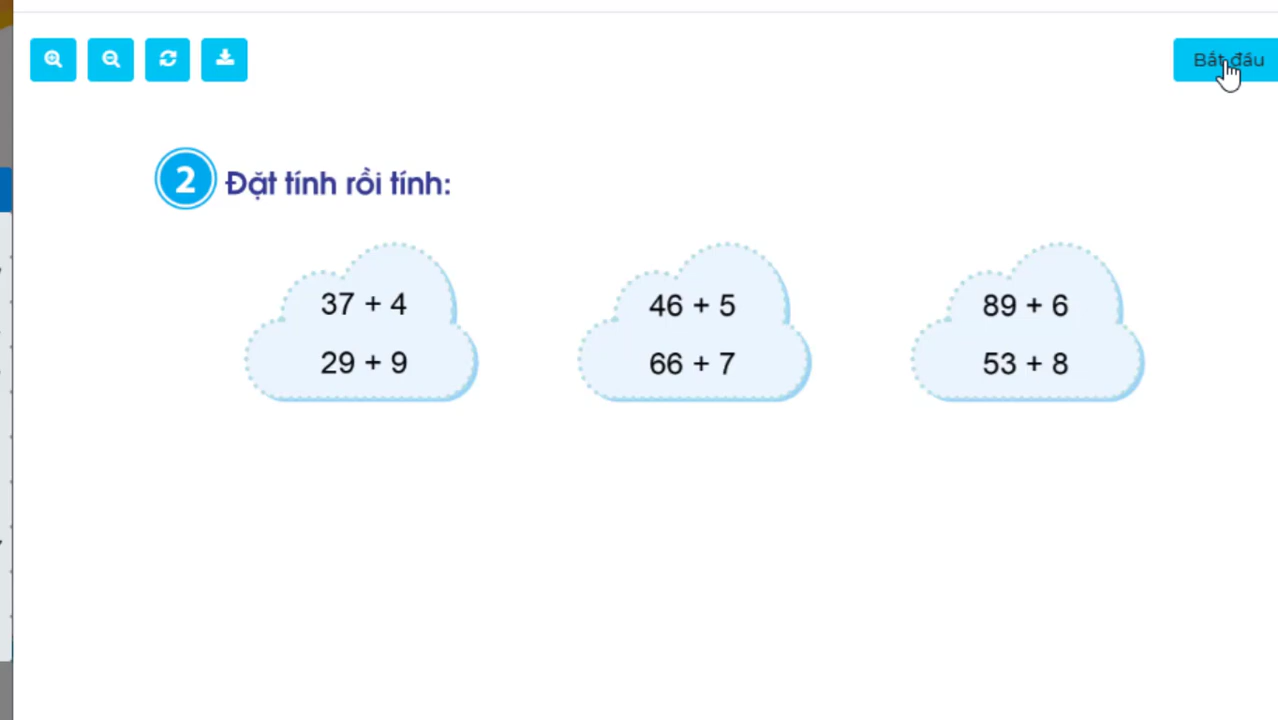 Bắt đầu
2 Đặt tính rồi tính:
37 + 4
29 + 9
46 + 5
66 + 7
89 + 6
53 + 8